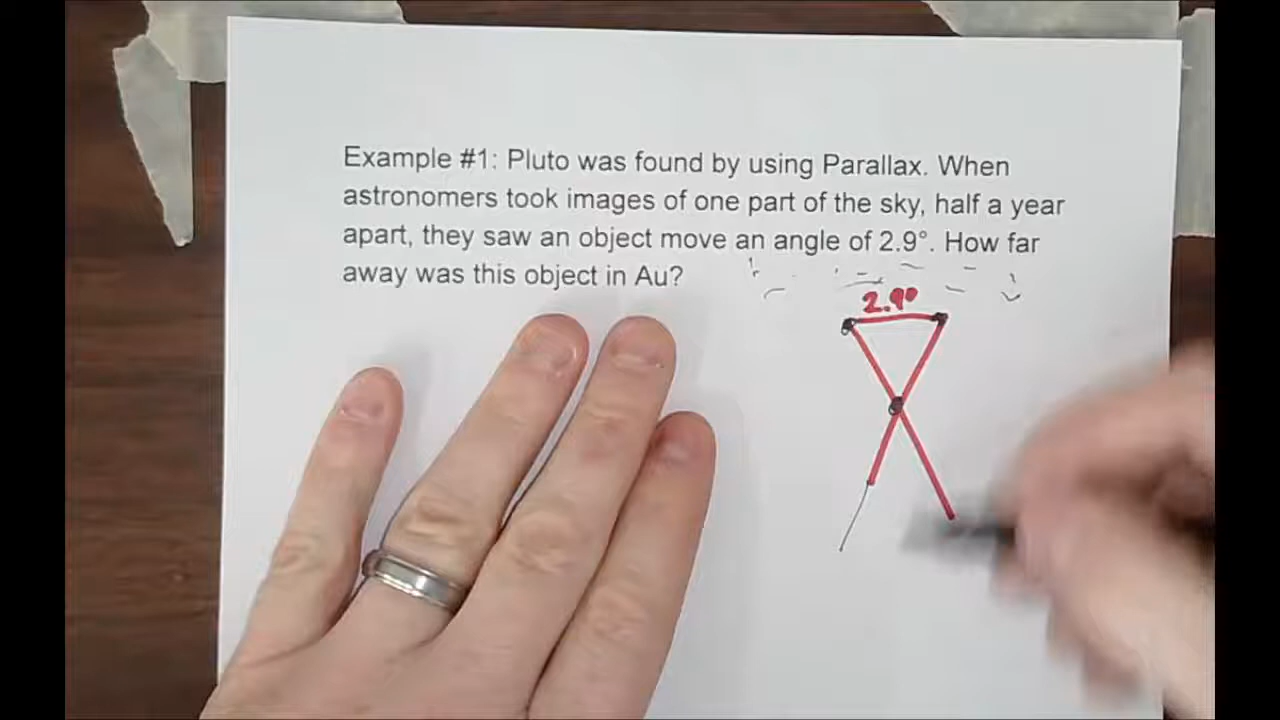 Example #1: Pluto was found by using Parallax. When
astronomers took images of one part of the sky, half a year
apart, they saw an object move an angle of 2.9°. How far
away was this object in Au?
2.9°